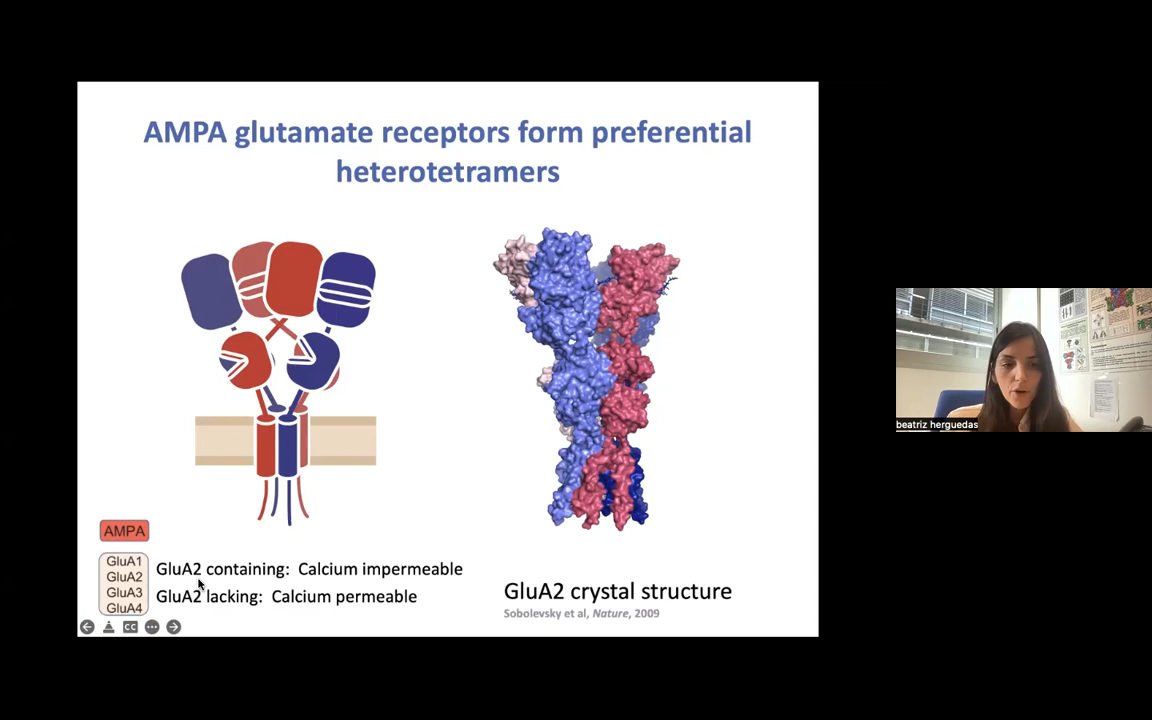 AMPA glutamate receptors form preferential
heterotetramers
AMPA
GluA1
GluA2
GluA3
GluA4
GluA2 containing:  Calcium impermeable
GluA2 lacking:  Calcium permeable
GluA2 crystal structure
Sobolevsky et al, Nature, 2009
CC
beatriz herguedas